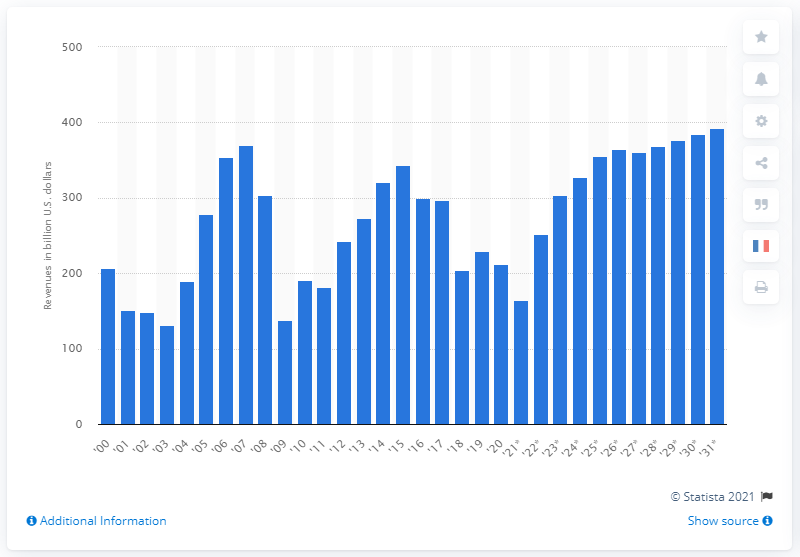 500
400
300
200
100
0
Revenues in billion U.S. dollars
'00 '01 '02 '03 '04 '05 '06 '07 '08 '09 '10 '11 '12 '13 '14 '15 '16 '17 '18 '19 '20 '21* '22* '23* '24* '25* '26* '27* '28* '29* '30* '31*
© Statista 2021
Additional Information
Show source